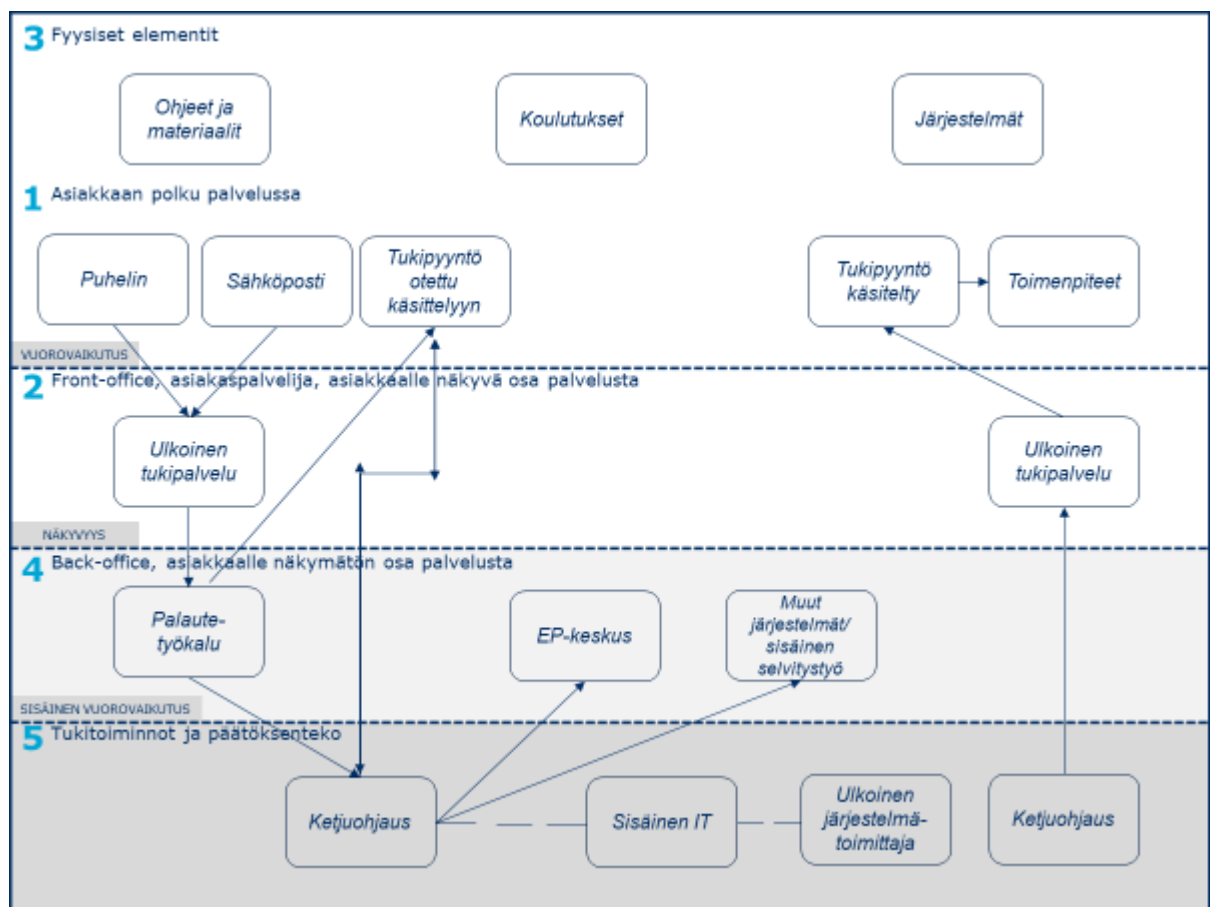 3 Fyysiset elementit
Ohjeet ja
materiaalit
Koulutukset
Järjestelmät
1 Asiakkaan polku palvelussa
Puhelin
Sähköposti
Tukipyyntö
otettu
käsittelyyn
Tukipyyntö
käsitelty
Toimenpiteet
VUOROVAIKUTUS
2 Front-office, asiakaspalvelija, asiakkaalle näkyvä osa palvelusta
Ulkoinen
tukipalvelu
Ulkoinen
tukipalvelu
NÄKYVYYS
4 Back-office, asiakkaalle näkymätön osa palvelusta
Palaute-
työkalu
EP-keskus
Muut
järjestelmät/
sisäinen
selvitystyö
SISÄINEN VUOROVAIKUTUS
5 Tukitoiminnot ja päätöksenteko
Ketjuohjaus
Sisäinen IT
Ulkoinen
järjestelmä-
toimittaja
Ketjuohjaus